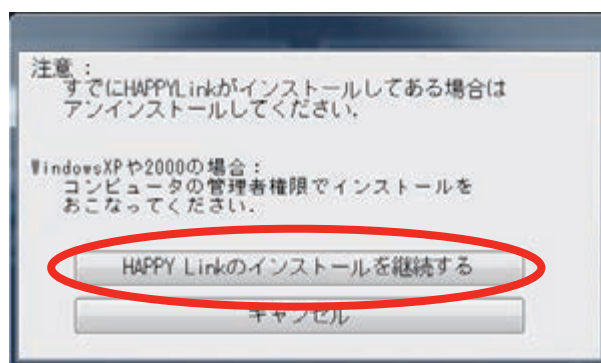 注意：
すでにHAPPYLinkがインストールしてある場合は
アンインストールしてください.
WindowsXPや2000の場合：
コンピュータの管理者権限でインストールを
おこなってください.
HAPPY Linkのインストールを継続する
キャンセル